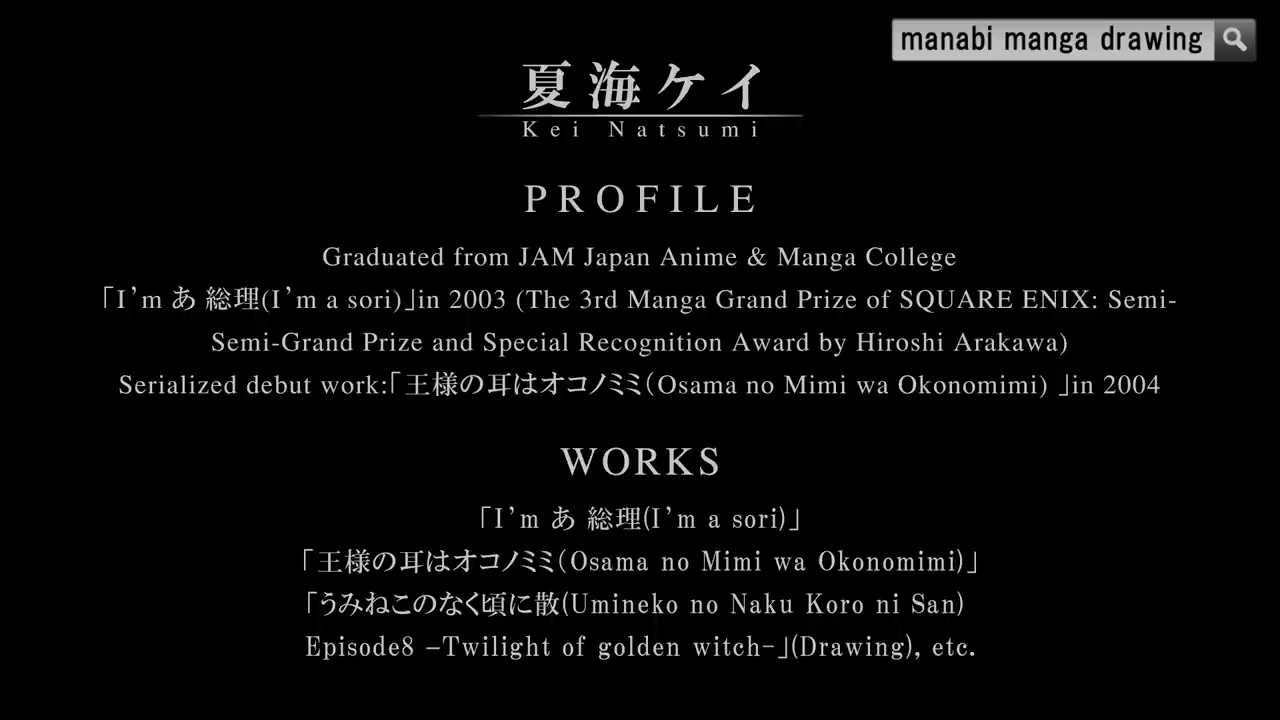 manabi manga drawing
夏海ケイ
Kei Natsumi
PROFILE
Graduated from JAM Japan Anime & Manga College
「I’m あ 総理(I’m a sori)」in 2003 (The 3rd Manga Grand Prize of SQUARE ENIX: Semi-
Semi-Grand Prize and Special Recognition Award by Hiroshi Arakawa)
Serialized debut work:「王様の耳はオコノミミ(Osama no Mimi wa Okonomimi) 」in 2004
WORKS
「I’m あ 総理(I’m a sori)」
「王様の耳はオコノミミ(Osama no Mimi wa Okonomimi)」
「うみねこのなく頃に散(Umineko no Naku Koro ni San)
Episode8 –Twilight of golden witch-」(Drawing), etc.